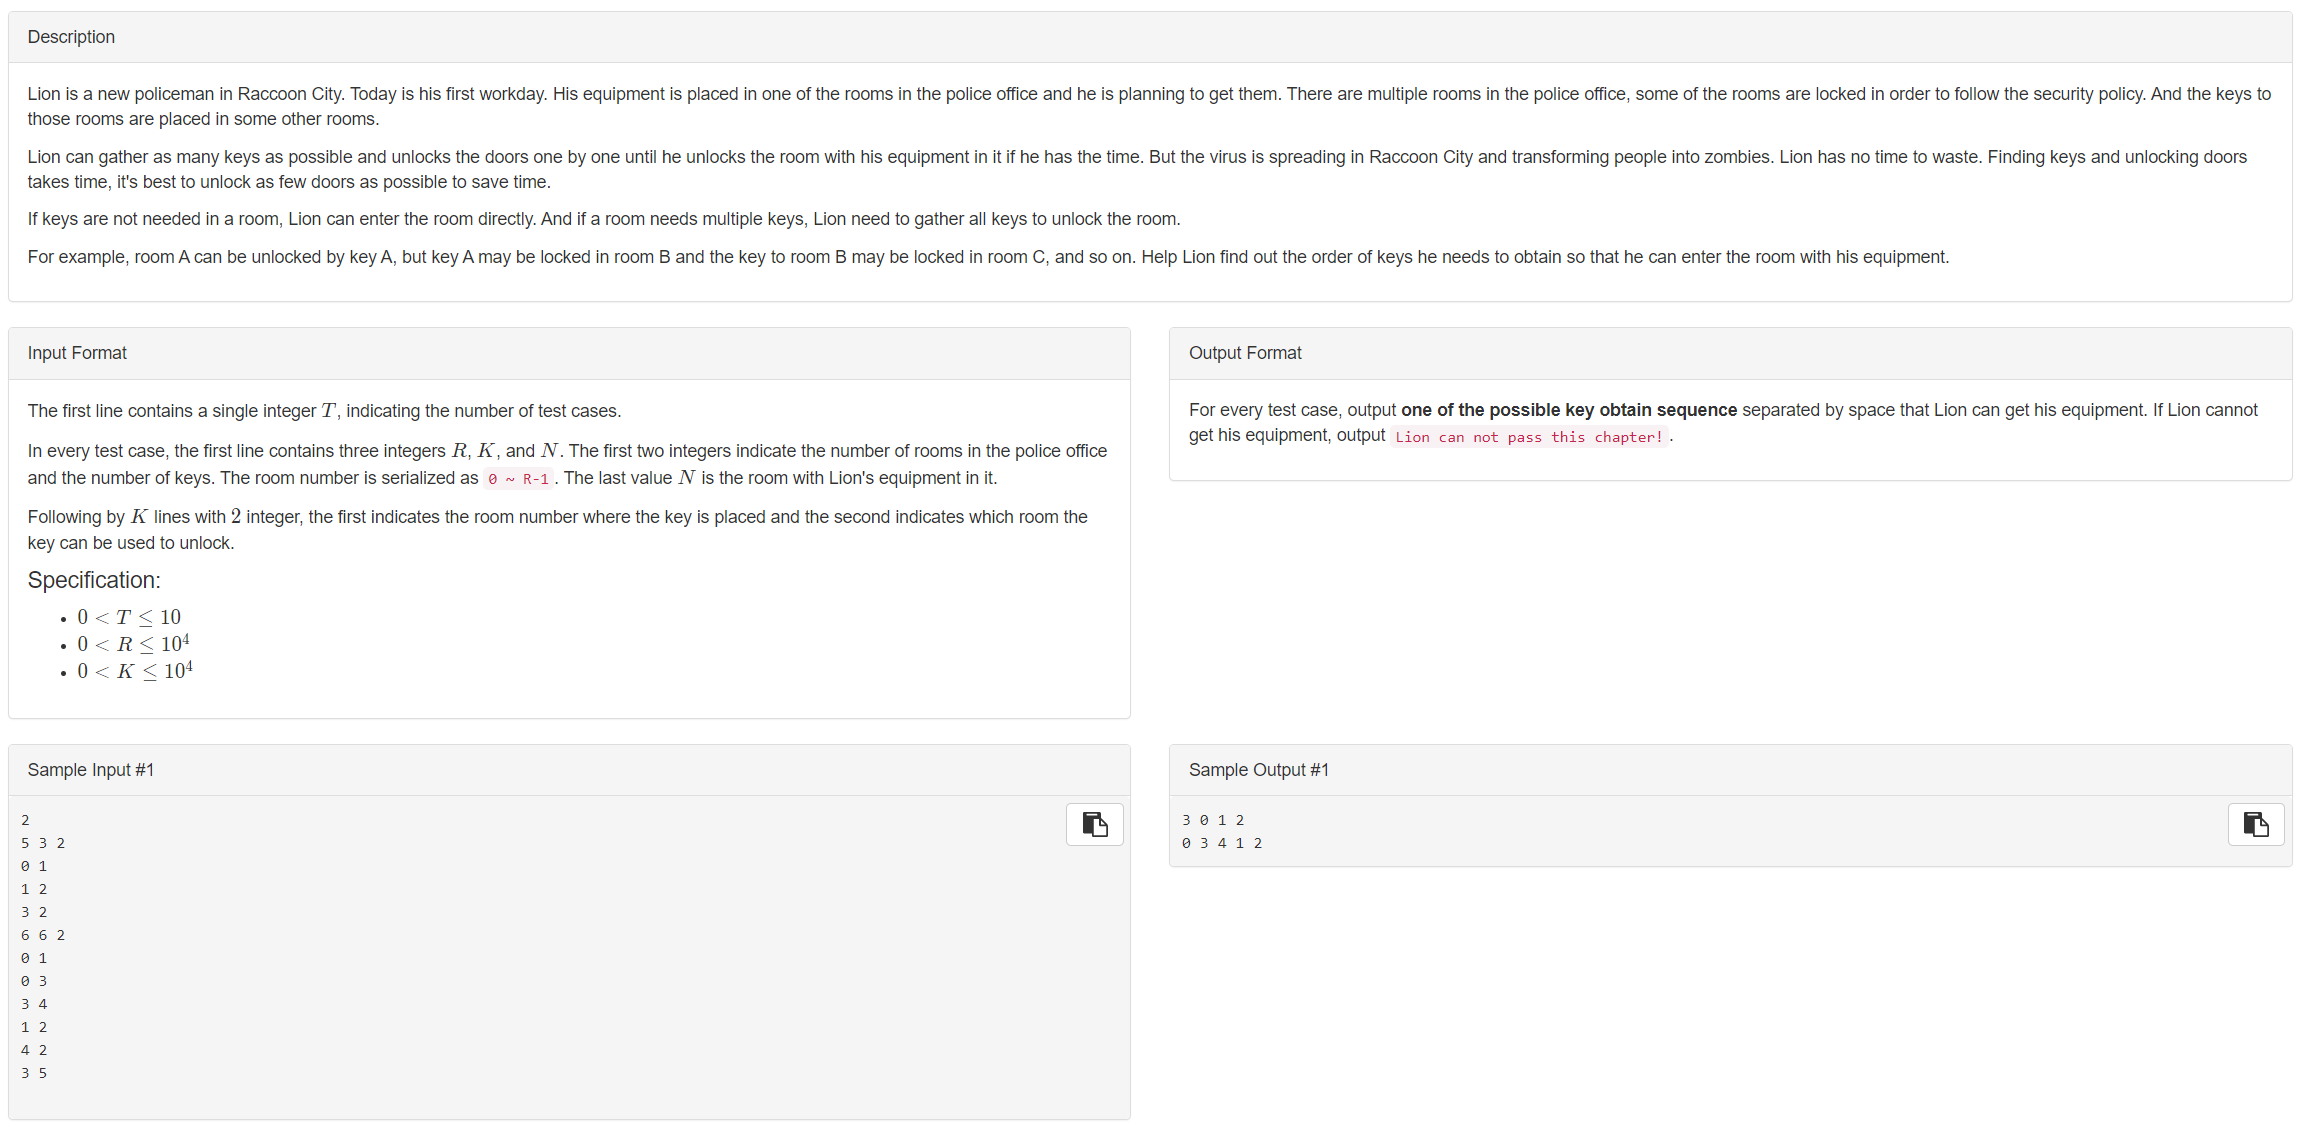 Description
Lion is a new policeman in Raccoon City. Today is his first workday. His equipment is placed in one of the rooms in the police office and he is planning to get them. There are multiple rooms in the police office, some of the rooms are locked in order to follow the security policy. And the keys to
those rooms are placed in some other rooms.
Lion can gather as many keys as possible and unlocks the doors one by one until he unlocks the room with his equipment in it if he has the time. But the virus is spreading in Raccoon City and transforming people into zombies. Lion has no time to waste. Finding keys and unlocking doors
takes time, it's best to unlock as few doors as possible to save time.
If keys are not needed in a room, Lion can enter the room directly. And if a room needs multiple keys, Lion need to gather all keys to unlock the room.
For example, room A can be unlocked by key A, but key A may be locked in room B and the key to room B may be locked in room C, and so on. Help Lion find out the order of keys he needs to obtain so that he can enter the room with his equipment.
Input Format
The first line contains a single integer T, indicating the number of test cases.
In every test case, the first line contains three integers R, K, and N. The first two integers indicate the number of rooms in the police office
and the number of keys. The room number is serialized as 0 ~ R-1. The last value N is the room with Lion's equipment in it.
Following by K lines with 2 integer, the first indicates the room number where the key is placed and the second indicates which room the
key can be used to unlock.
Specification:
• 0 < T ≤ 10
• 0 < R ≤ 10⁴
• 0 < K ≤ 10⁴
Output Format
For every test case, output one of the possible key obtain sequence separated by space that Lion can get his equipment. If Lion cannot
get his equipment, output Lion can not pass this chapter!.
Sample Input #1
2
5 3 2
0 1
1 2
3 2
6 6 2
0 1
0 3
3 4
1 2
4 2
3 5
Sample Output #1
3 0 1 2
0 3 4 1 2